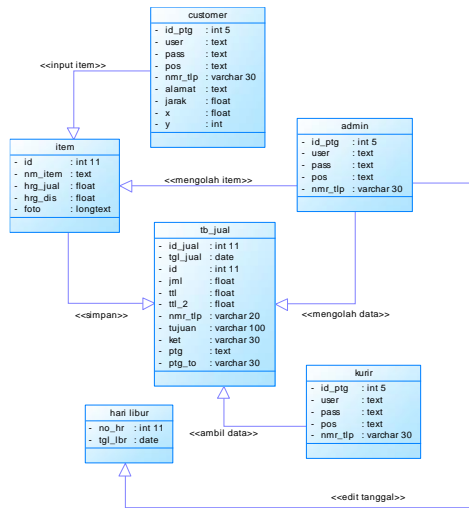 customer
- id_ptg : int 5
- user : text
- pass : text
- pos : text
- nmr_tlp : varchar 30
- alamat : text
- jarak : float
- x : float
- y : int
<<input item>>
item
- id : int 11
- nm_item : text
- hrg_jual : float
- hrg_dis : float
- foto : longtext
<<mengolah item>>
admin
- id_ptg : int 5
- user : text
- pass : text
- pos : text
- nmr_tlp : varchar 30
tb_jual
- id_jual : int 11
- tgl_jual : date
- id : int 11
- jml : float
- ttl : float
- ttl_2 : float
- nmr_tlp : varchar 20
- tujuan : varchar 100
- ket : varchar 30
- ptg : text
- ptg_to : varchar 30
<<simpan>>
<<mengolah data>>
kurir
- id_ptg : int 5
- user : text
- pass : text
- pos : text
- nmr_tlp : varchar 30
hari libur
- no_hr : int 11
- tgl_lbr : date
<<ambil data>>
<<edit tanggal>>